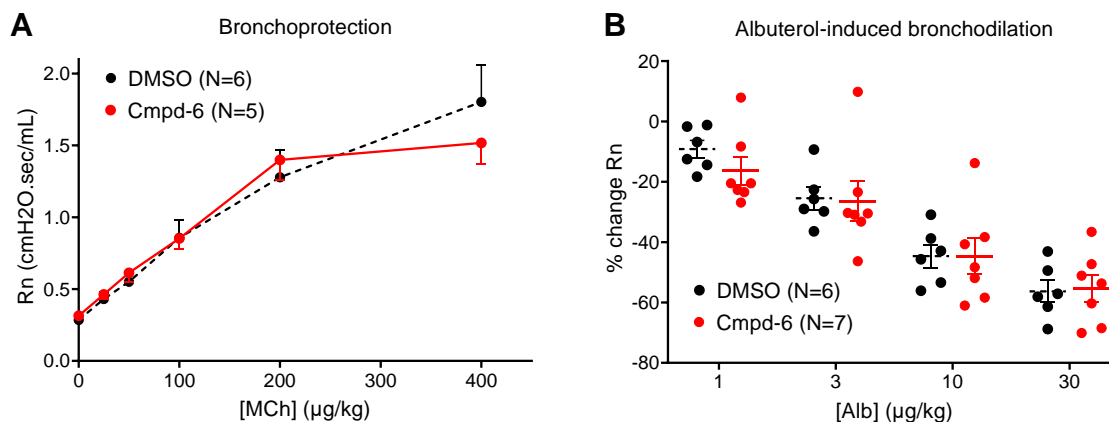 A
Bronchoprotection
DMSO (N=6)
Cmpd-6 (N=5)
Rn (cmH2O.sec/mL)
2.0
1.5
1.0
0.5
0.0
0 100 200 300 400
[MCh] (µg/kg)
B
Albuterol-induced bronchodilation
% change Rn
20
0
-20
-40
-60
-80
DMSO (N=6)
Cmpd-6 (N=7)
1 3 10 30
[Alb] (µg/kg)